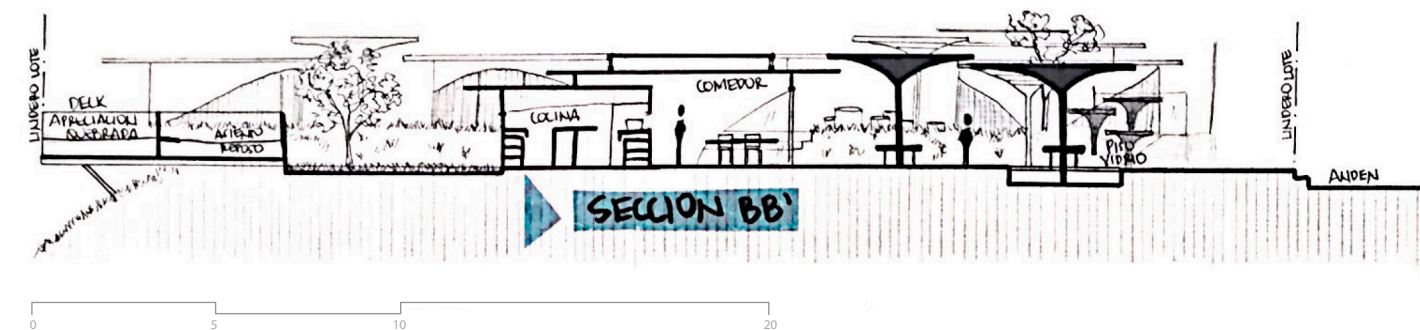 LINDERO LOTE
DECK
APRECIACION
QUEBRADA
REPOSO
COCINA
COMEDOR
PISO
VIDRIO
LINDERO LOTE
ANDEN
SECCION BB'
0 5 10 20